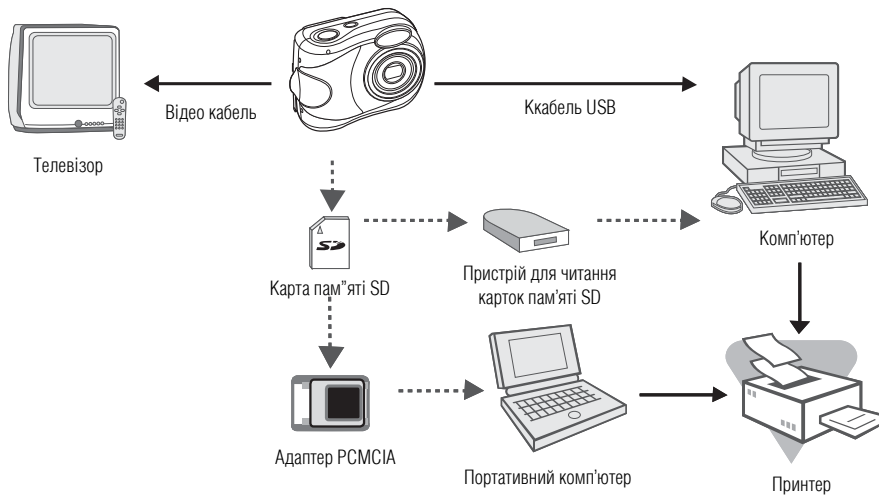 Відео кабель
Ккабель USB
Телевізор
SD
Комп'ютер
Карта пам"яті SD
Пристрій для читання
карток пам'яті SD
Адаптер PCMCIA
Портативний комп'ютер
Принтер